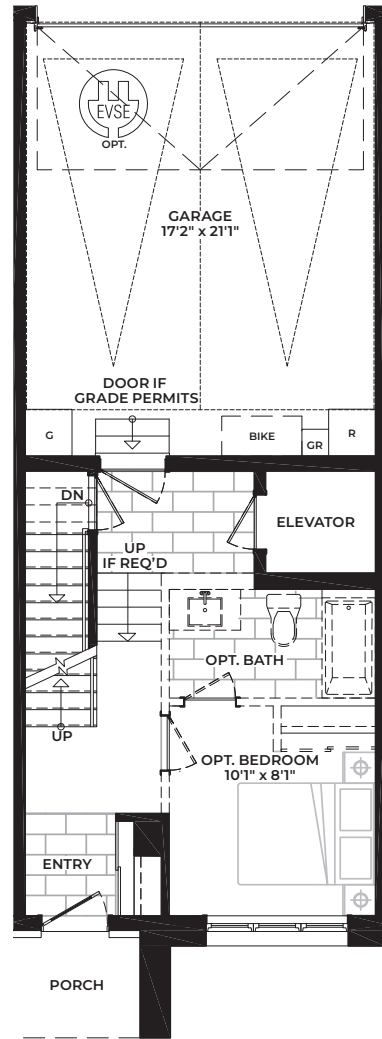 EVSE
OPT.
GARAGE
17'2" x 21'1"
DOOR IF
GRADE PERMITS
G
BIKE
GR
R
DN
ELEVATOR
UP
IF REQ'D
OPT. BATH
UP
OPT. BEDROOM
10'1" x 8'1"
ENTRY
PORCH